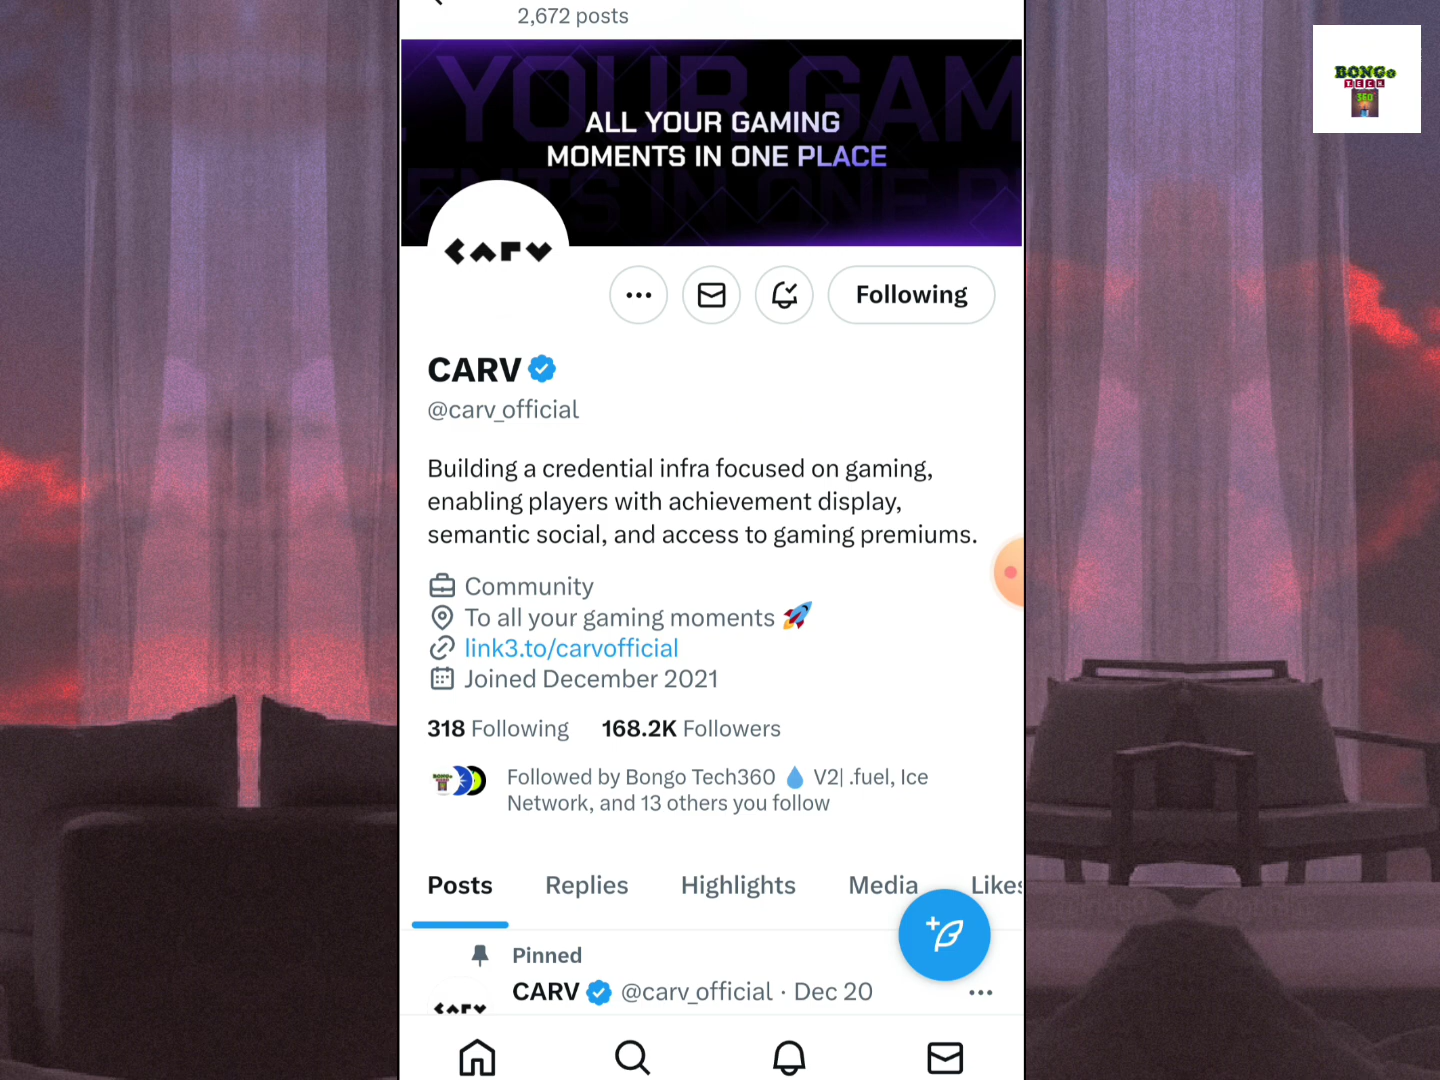 2,672 posts
BONGo
TECH
360
YOUR GAM
ALL YOUR GAMING
MOMENTS IN ONE PLACE
ENTS IN ONE P
carv
Following
CARV
@carv_official
Building a credential infra focused on gaming,
enabling players with achievement display,
semantic social, and access to gaming premiums.
Community
To all your gaming moments 🚀
link3.to/carvofficial
Joined December 2021
318 Following 168.2K Followers
Followed by Bongo Tech360 💧 V2| .fuel, Ice
Network, and 13 others you follow
Posts Replies Highlights Media Likes
Pinned
CARV @carv_official · Dec 20